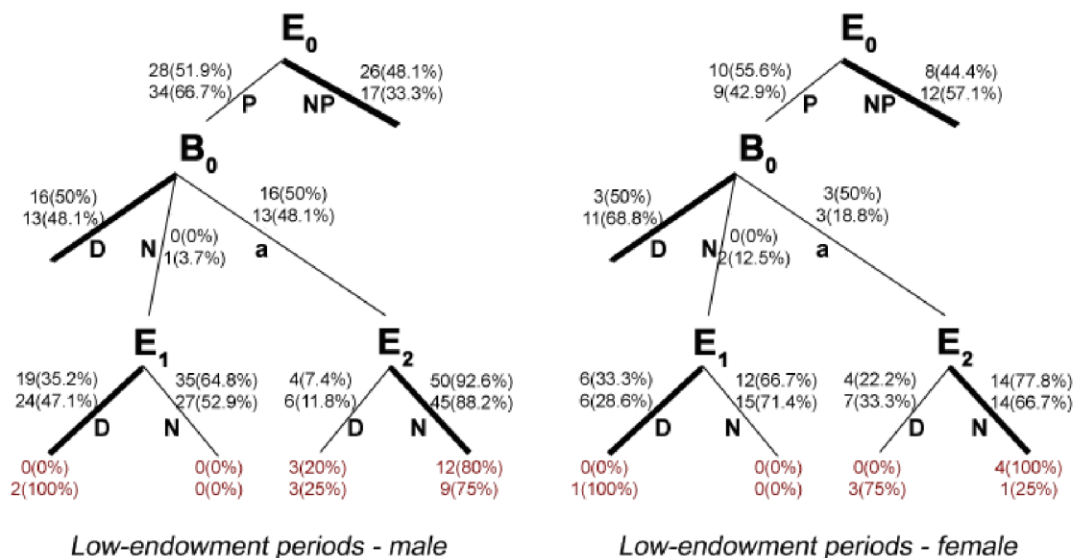 E0
28(51.9%) 26(48.1%)
34(66.7%) 17(33.3%)
P NP
B0
16(50%) 16(50%)
13(48.1%) 13(48.1%)
0(0%)
1(3.7%)
D N a
E1 E2
19(35.2%) 35(64.8%) 4(7.4%) 50(92.6%)
24(47.1%) 27(52.9%) 6(11.8%) 45(88.2%)
D N D N
0(0%) 0(0%) 3(20%) 12(80%)
2(100%) 0(0%) 3(25%) 9(75%)
Low-endowment periods - male
E0
10(55.6%) 8(44.4%)
9(42.9%) 12(57.1%)
P NP
B0
3(50%) 3(50%)
11(68.8%) 3(18.8%)
0(0%)
2(12.5%)
D N a
E1 E2
6(33.3%) 12(66.7%) 4(22.2%) 14(77.8%)
6(28.6%) 15(71.4%) 7(33.3%) 14(66.7%)
D N D N
0(0%) 0(0%) 0(0%) 4(100%)
1(100%) 0(0%) 3(75%) 1(25%)
Low-endowment periods - female